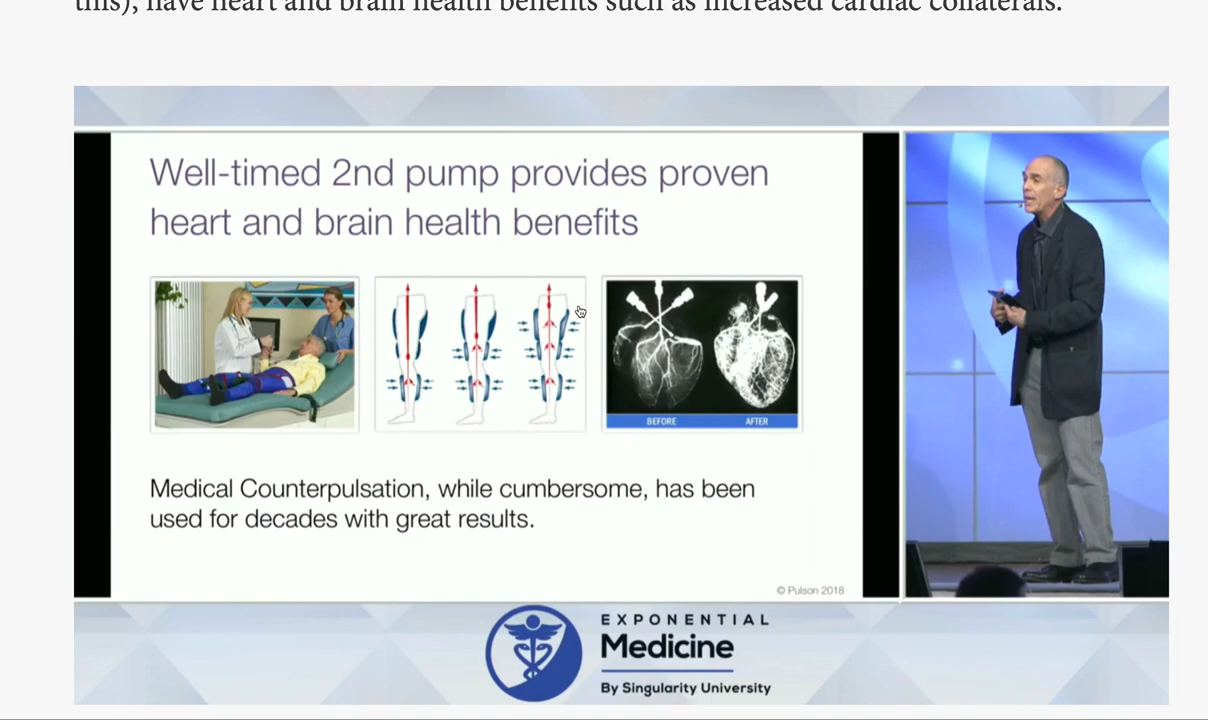 this), have heart and brain health benefits such as increased cardiac collaterals.
Well-timed 2nd pump provides proven
heart and brain health benefits
BEFORE
AFTER
Medical Counterpulsation, while cumbersome, has been
used for decades with great results.
© Pulson 2018
EXPONENTIAL
Medicine
By Singularity University